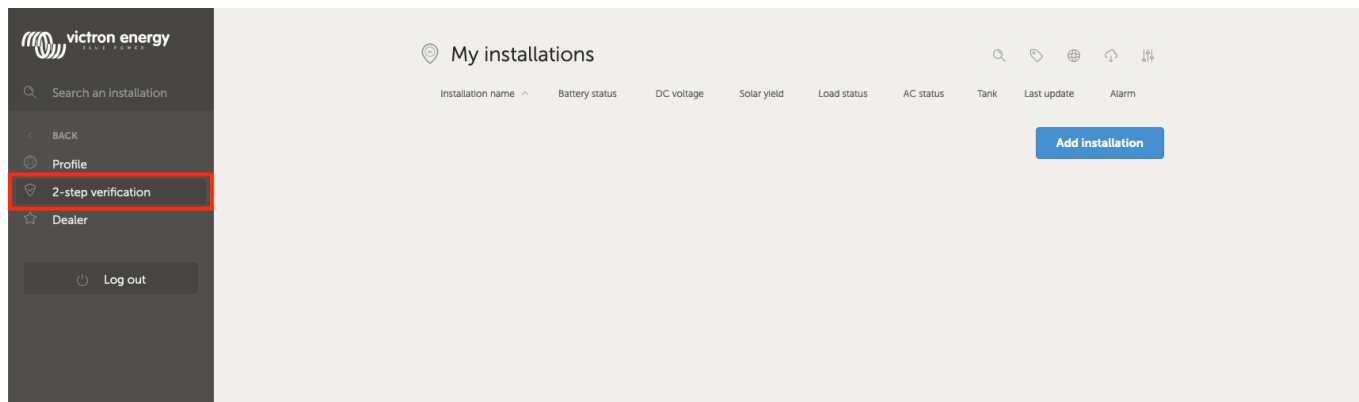 victron energy
BLUE POWER
Search an installation
BACK
Profile
2-step verification
Dealer
Log out
My installations
Installation name Battery status DC voltage Solar yield Load status AC status Tank Last update Alarm
Add installation